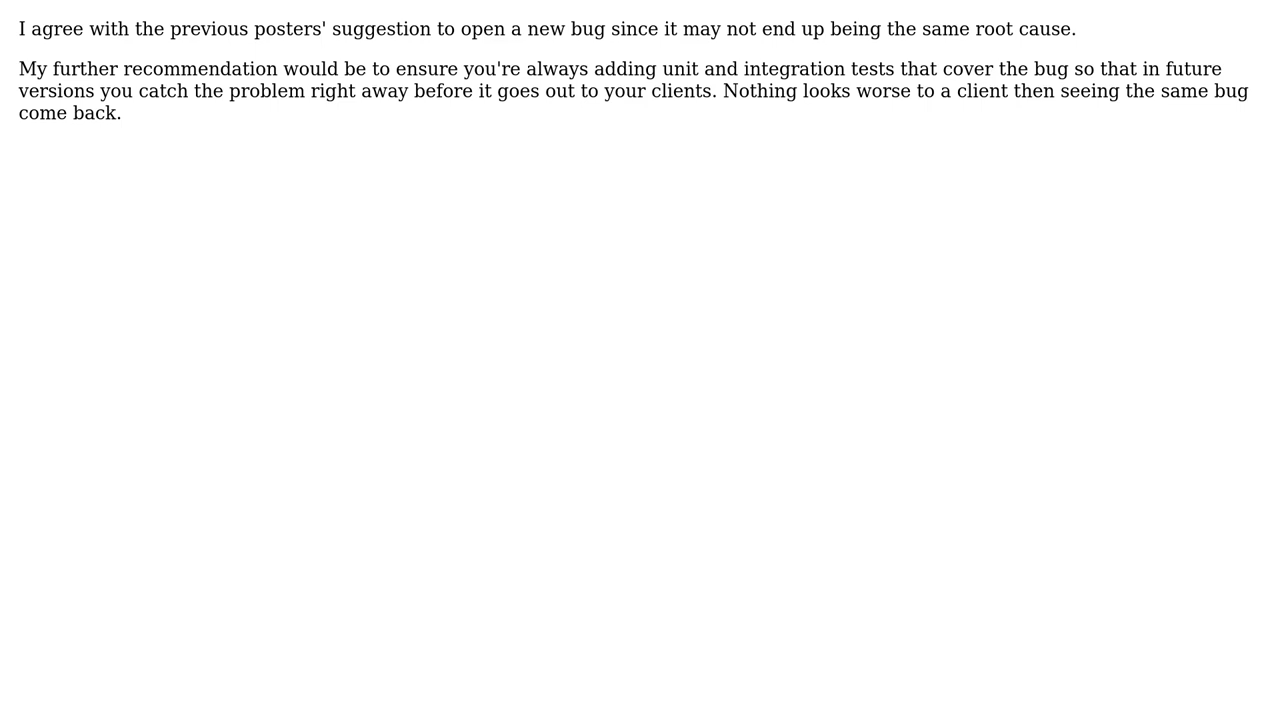 I agree with the previous posters' suggestion to open a new bug since it may not end up being the same root cause.
My further recommendation would be to ensure you're always adding unit and integration tests that cover the bug so that in future
versions you catch the problem right away before it goes out to your clients. Nothing looks worse to a client then seeing the same bug
come back.